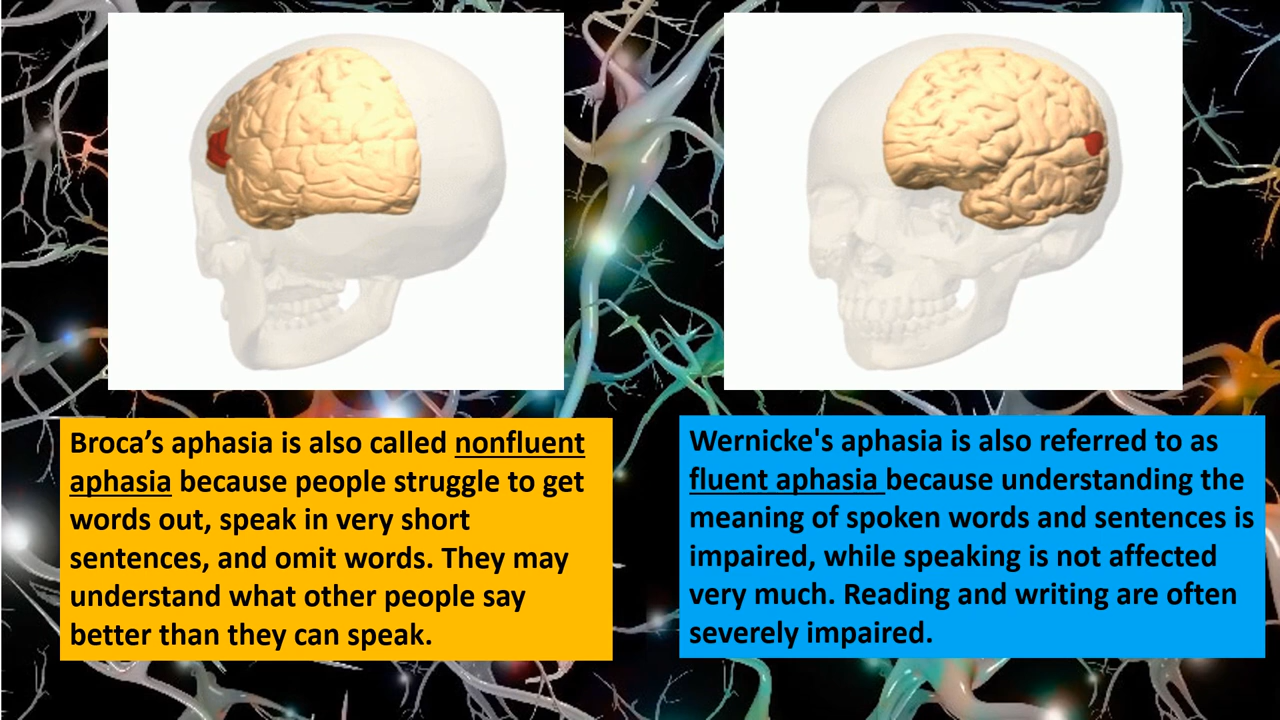 Broca’s aphasia is also called nonfluent
aphasia because people struggle to get
words out, speak in very short
sentences, and omit words. They may
understand what other people say
better than they can speak.
Wernicke's aphasia is also referred to as
fluent aphasia because understanding the
meaning of spoken words and sentences is
impaired, while speaking is not affected
very much. Reading and writing are often
severely impaired.